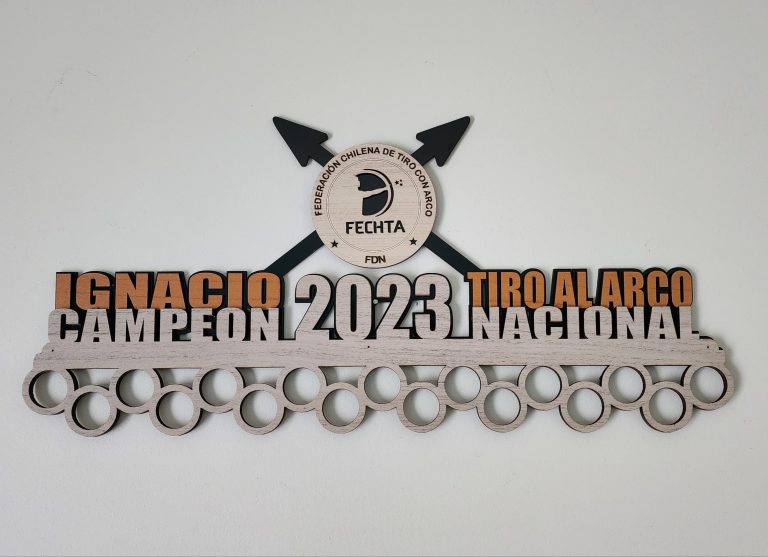 FEDERACIÓN CHILENA DE TIRO CON ARCO
FECHTA
FDN
IGNACIO 2023 TIRO AL ARCO
CAMPEON NACIONAL